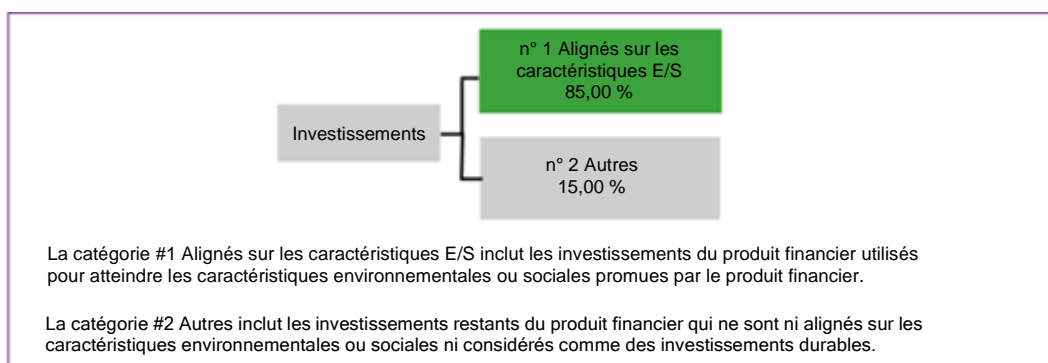 n° 1 Alignés sur les
caractéristiques E/S
85,00 %
Investissements
n° 2 Autres
15,00 %
La catégorie #1 Alignés sur les caractéristiques E/S inclut les investissements du produit financier utilisés
pour atteindre les caractéristiques environnementales ou sociales promues par le produit financier.
La catégorie #2 Autres inclut les investissements restants du produit financier qui ne sont ni alignés sur les
caractéristiques environnementales ou sociales ni considérés comme des investissements durables.